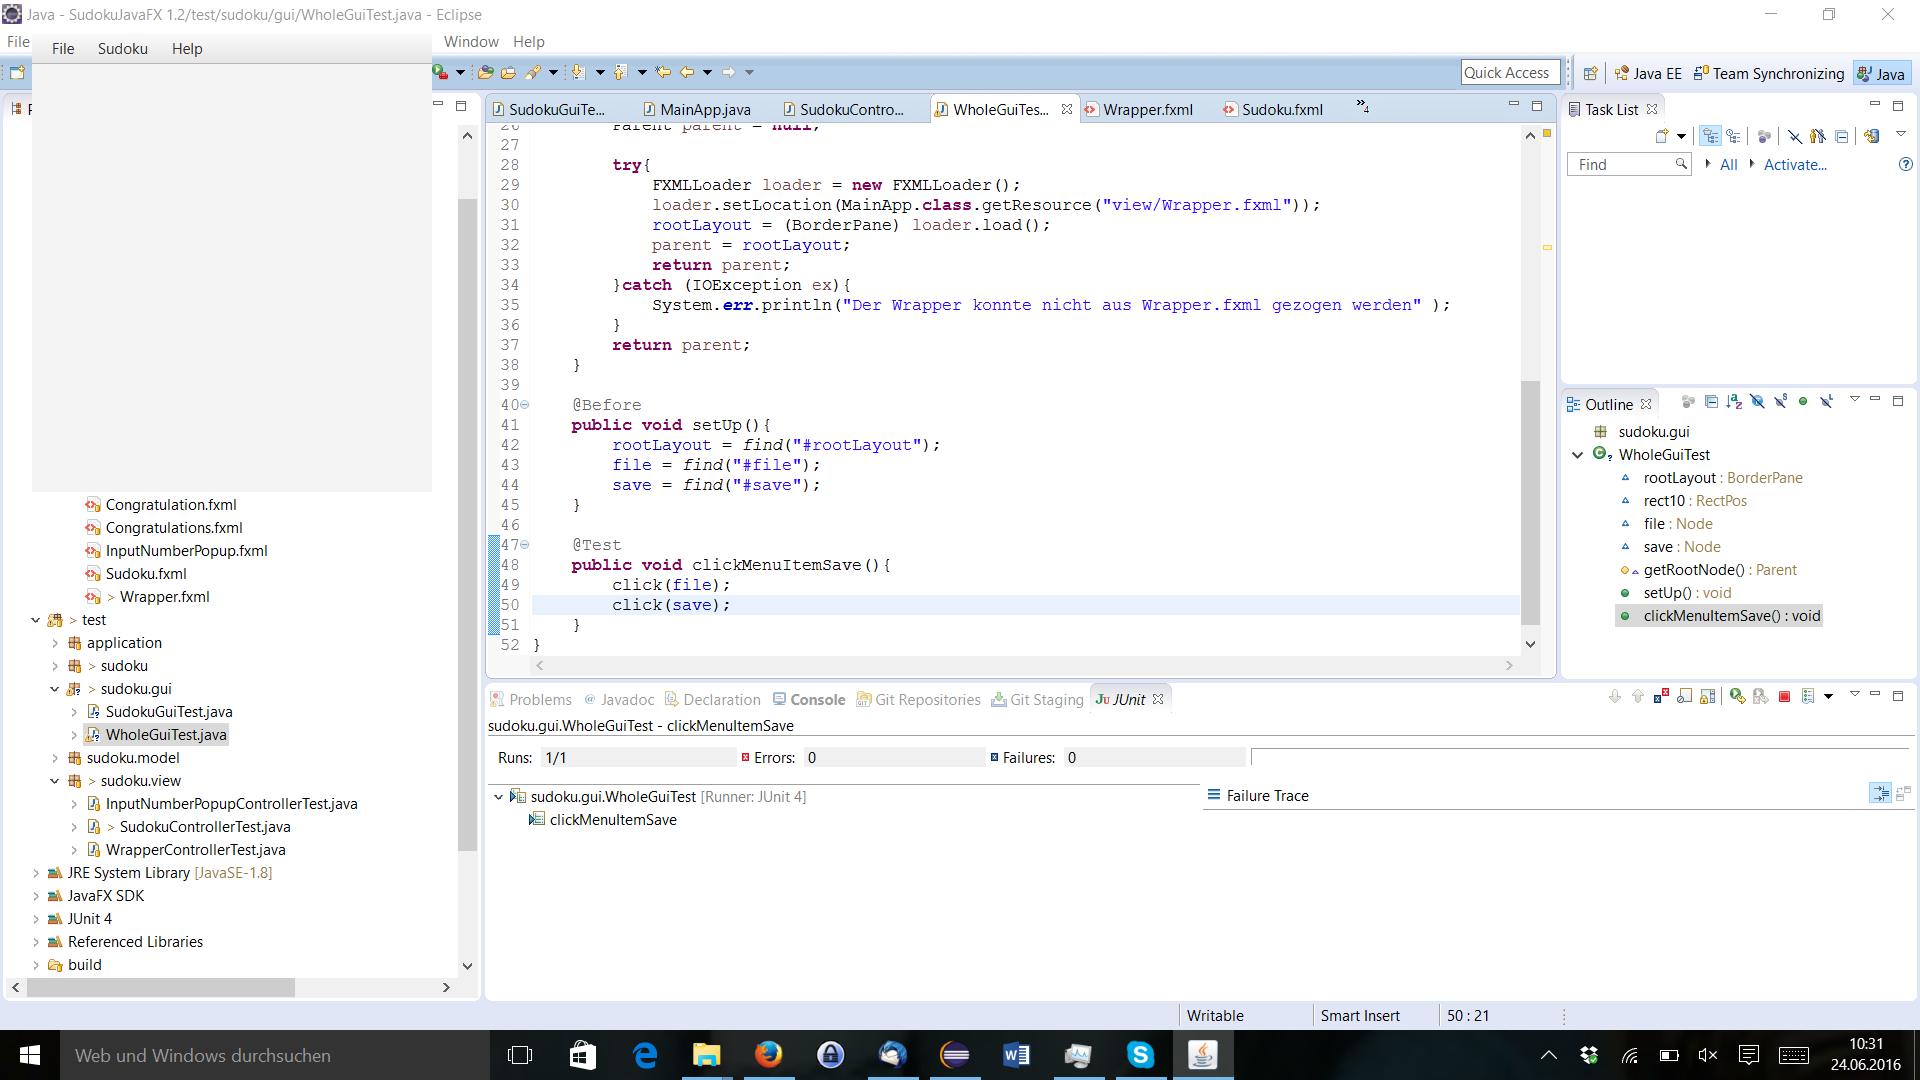 Java - SudokuJavaFX 1.2/test/sudoku/gui/WholeGuiTest.java - Eclipse
File Window Help
File Sudoku Help
Quick Access
Java EE
Team Synchronizing
Java
SudokuGuiTe...
MainApp.java
SudokuContro...
WholeGuiTes...
Wrapper.fxml
Sudoku.fxml
»4
26         Parent parent = null;
27
28         try{
29             FXMLLoader loader = new FXMLLoader();
30             loader.setLocation(MainApp.class.getResource("view/Wrapper.fxml"));
31             rootLayout = (BorderPane) loader.load();
32             parent = rootLayout;
33             return parent;
34         }catch (IOException ex){
35             System.err.println("Der Wrapper konnte nicht aus Wrapper.fxml gezogen werden" );
36         }
37         return parent;
38     }
39
40     @Before
41     public void setUp(){
42         rootLayout = find("#rootLayout");
43         file = find("#file");
44         save = find("#save");
45     }
46
47     @Test
48     public void clickMenuItemSave(){
49         click(file);
50         click(save);
51     }
52 }
Congratulation.fxml
Congratulations.fxml
InputNumberPopup.fxml
Sudoku.fxml
> Wrapper.fxml
> test
application
> sudoku
> sudoku.gui
SudokuGuiTest.java
WholeGuiTest.java
sudoku.model
> sudoku.view
InputNumberPopupControllerTest.java
> SudokuControllerTest.java
WrapperControllerTest.java
JRE System Library [JavaSE-1.8]
JavaFX SDK
JUnit 4
Referenced Libraries
build
Task List
Find
All
Activate...
Outline
sudoku.gui
WholeGuiTest
rootLayout : BorderPane
rect10 : RectPos
file : Node
save : Node
getRootNode() : Parent
setUp() : void
clickMenuItemSave() : void
Problems
Javadoc
Declaration
Console
Git Repositories
Git Staging
JUnit
sudoku.gui.WholeGuiTest - clickMenuItemSave
Runs: 1/1 Errors: 0 Failures: 0
sudoku.gui.WholeGuiTest [Runner: JUnit 4]
clickMenuItemSave
Failure Trace
Writable
Smart Insert
50 : 21
Web und Windows durchsuchen
10:31
24.06.2016